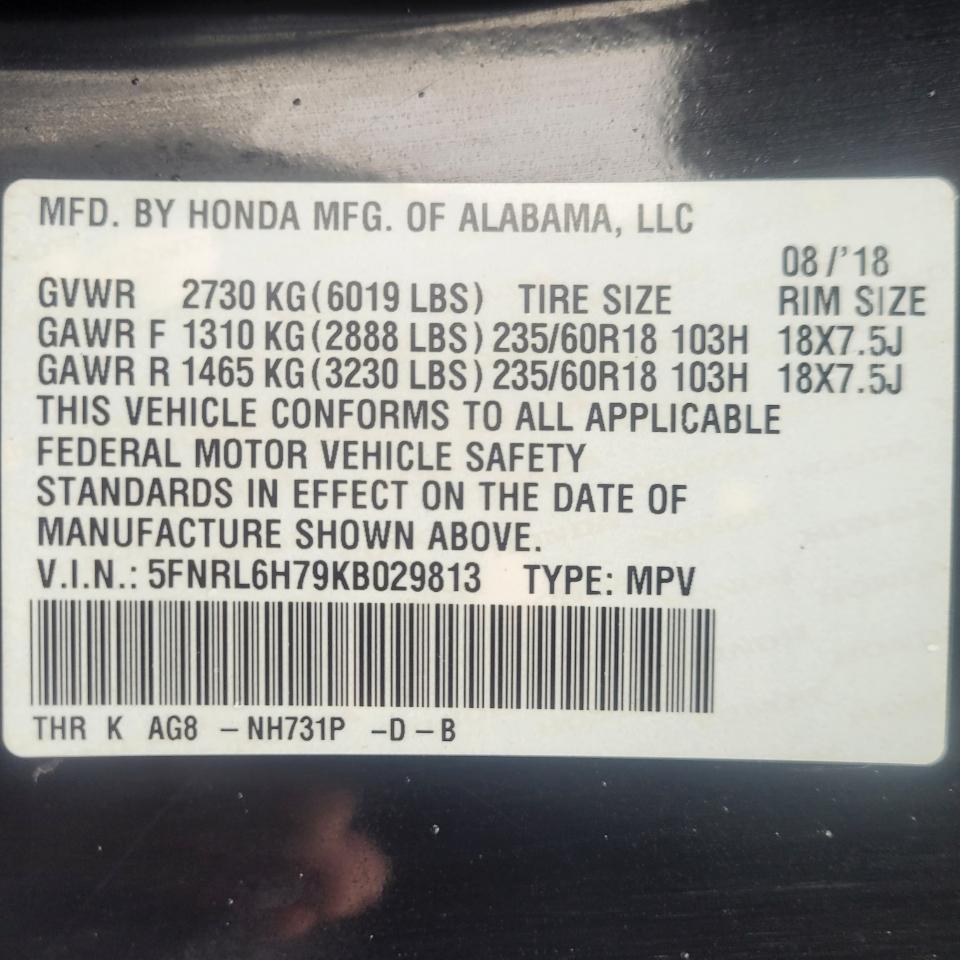 MFD. BY HONDA MFG. OF ALABAMA, LLC
08/'18
GVWR 2730 KG(6019 LBS) TIRE SIZE RIM SIZE
GAWR F 1310 KG(2888 LBS) 235/60R18 103H 18X7.5J
GAWR R 1465 KG(3230 LBS) 235/60R18 103H 18X7.5J
THIS VEHICLE CONFORMS TO ALL APPLICABLE
FEDERAL MOTOR VEHICLE SAFETY
STANDARDS IN EFFECT ON THE DATE OF
MANUFACTURE SHOWN ABOVE.
V.I.N.: 5FNRL6H79KB029813 TYPE: MPV
THR K AG8 -NH731P -D-B